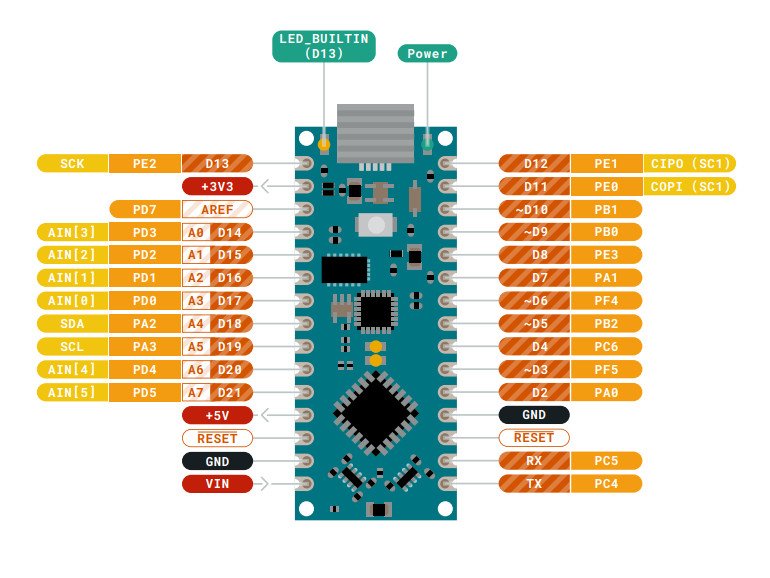 LED_BUILTIN
(D13)
Power
SCK PE2 D13
+3V3
PD7 AREF
AIN[3] PD3 A0 D14
AIN[2] PD2 A1 D15
AIN[1] PD1 A2 D16
AIN[0] PD0 A3 D17
SDA PA2 A4 D18
SCL PA3 A5 D19
AIN[4] PD4 A6 D20
AIN[5] PD5 A7 D21
+5V
RESET
GND
VIN
D12 PE1 CIPO (SC1)
D11 PE0 COPI (SC1)
~D10 PB1
~D9 PB0
D8 PE3
D7 PA1
~D6 PF4
~D5 PB2
D4 PC6
~D3 PF5
D2 PA0
GND
RESET
RX PC5
TX PC4